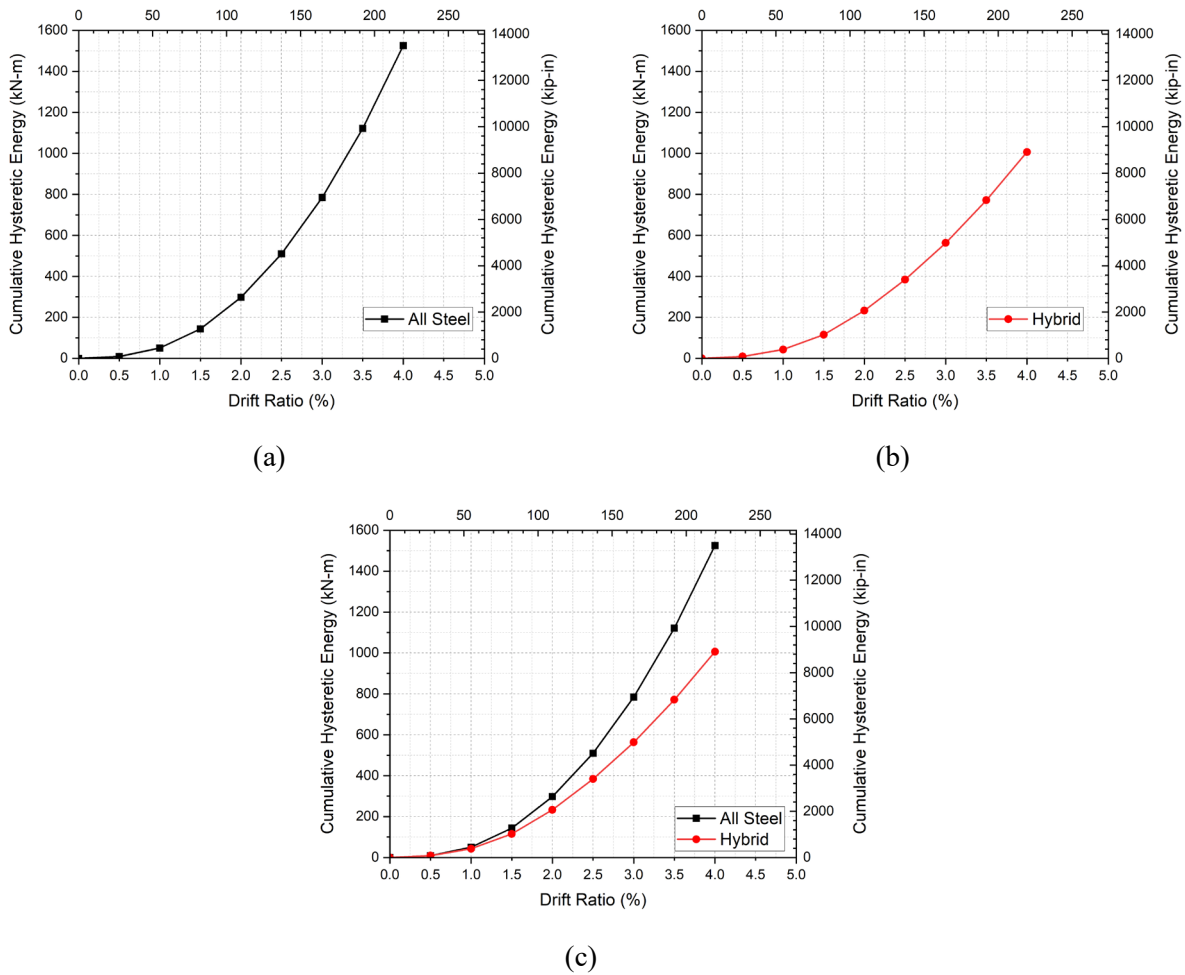 0 50 100 150 200 250
1600 14000
1400 12000
1200 10000
1000 8000
800 6000
600 4000
400 2000
200 0
0
Cumulative Hysteretic Energy (kN-m)
Cumulative Hysteretic Energy (kip-in)
All Steel
0.0 0.5 1.0 1.5 2.0 2.5 3.0 3.5 4.0 4.5 5.0
Drift Ratio (%)
(a)
0 50 100 150 200 250
1600 14000
1400 12000
1200 10000
1000 8000
800 6000
600 4000
400 2000
200 0
0
Cumulative Hysteretic Energy (kN-m)
Cumulative Hysteretic Energy (kip-in)
Hybrid
0.0 0.5 1.0 1.5 2.0 2.5 3.0 3.5 4.0 4.5 5.0
Drift Ratio (%)
(b)
0 50 100 150 200 250
1600 14000
1400 12000
1200 10000
1000 8000
800 6000
600 4000
400 2000
200 0
0
Cumulative Hysteretic Energy (kN-m)
Cumulative Hysteretic Energy (kip-in)
All Steel
Hybrid
0.0 0.5 1.0 1.5 2.0 2.5 3.0 3.5 4.0 4.5 5.0
Drift Ratio (%)
(c)